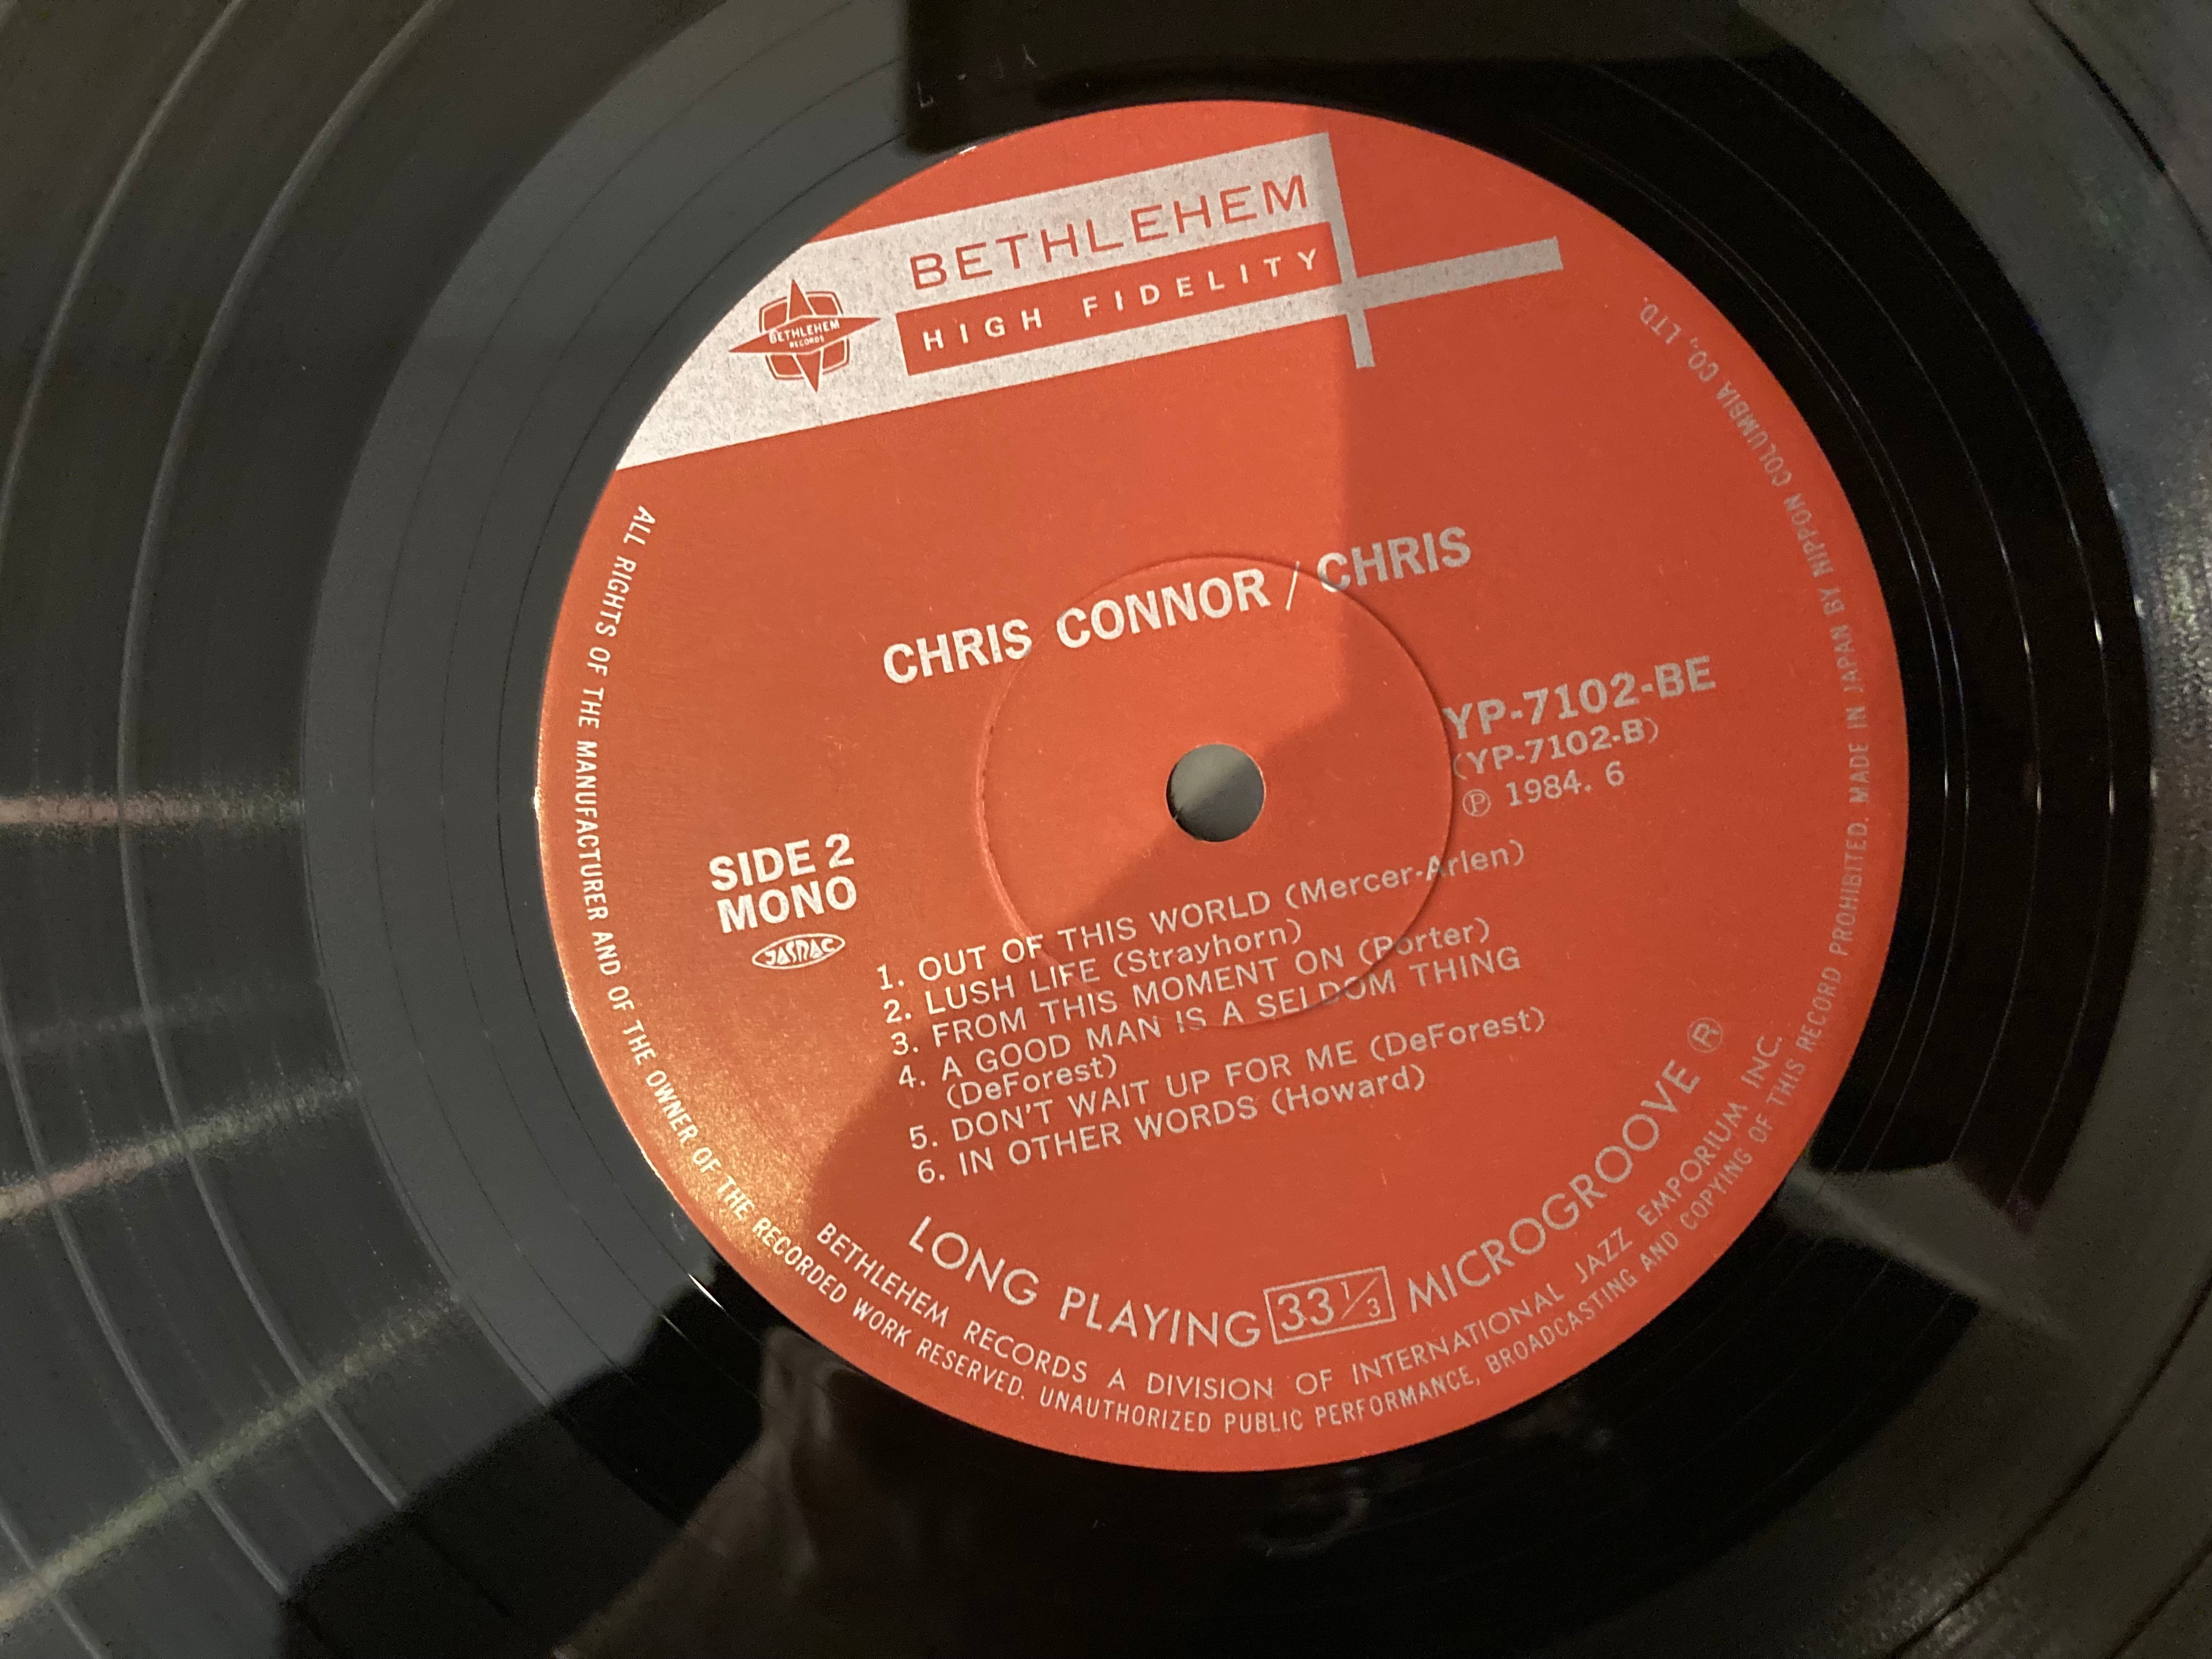 BETHLEHEM
BETHLEHEM
RECORDS
HIGH FIDELITY
CHRIS CONNOR / CHRIS
YP-7102-BE
(YP-7102-B)
Ⓟ 1984. 6
SIDE 2
MONO
JASRAC
1. OUT OF THIS WORLD (Mercer-Arlen)
2. LUSH LIFE (Strayhorn)
3. FROM THIS MOMENT ON (Porter)
4. A GOOD MAN IS A SELDOM THING
(DeForest)
5. DON'T WAIT UP FOR ME (DeForest)
6. IN OTHER WORDS (Howard)
LONG PLAYING 33 1/3 MICROGROOVE ®
BETHLEHEM RECORDS A DIVISION OF INTERNATIONAL JAZZ EMPORIUM INC.
ALL RIGHTS OF THE MANUFACTURER AND OF THE OWNER OF THE RECORDED WORK RESERVED. UNAUTHORIZED PUBLIC PERFORMANCE, BROADCASTING AND COPYING OF THIS RECORD PROHIBITED. MADE IN JAPAN BY NIPPON COLUMBIA CO., LTD.